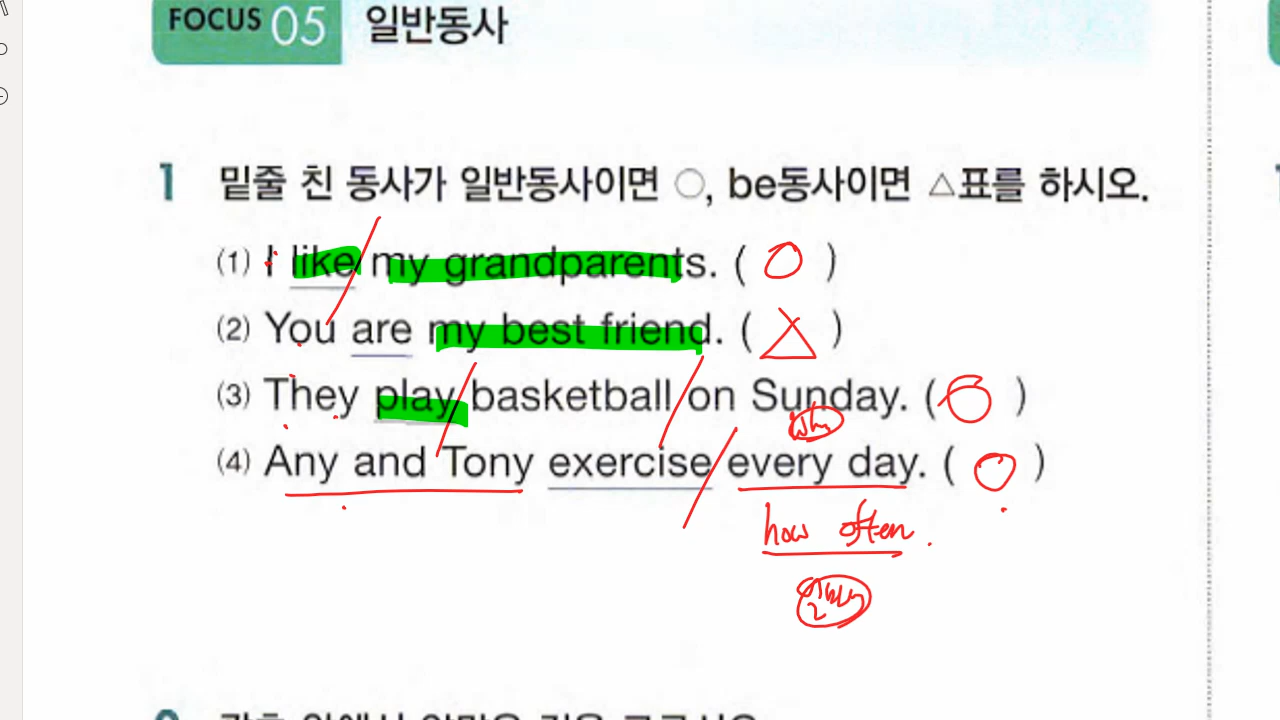 FOCUS 05 일반동사
1 밑줄 친 동사가 일반동사이면 ○, be동사이면 △표를 하시오.
(1) I like my grandparents. ( ○ )
(2) You are my best friend. ( △ )
(3) They play basketball on Sunday. ( ○ )
(4) Any and Tony exercise every day. ( ○ )
how often.